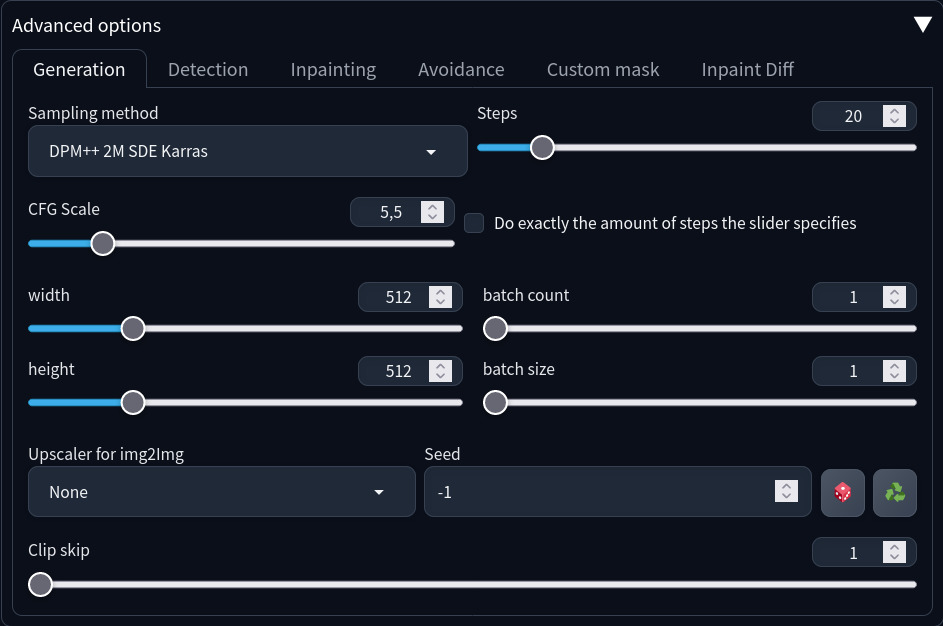 Advanced options
Generation
Detection
Inpainting
Avoidance
Custom mask
Inpaint Diff
Sampling method
DPM++ 2M SDE Karras
Steps
20
CFG Scale
5,5
Do exactly the amount of steps the slider specifies
width
512
batch count
1
height
512
batch size
1
Upscaler for img2Img
None
Seed
-1
Clip skip
1